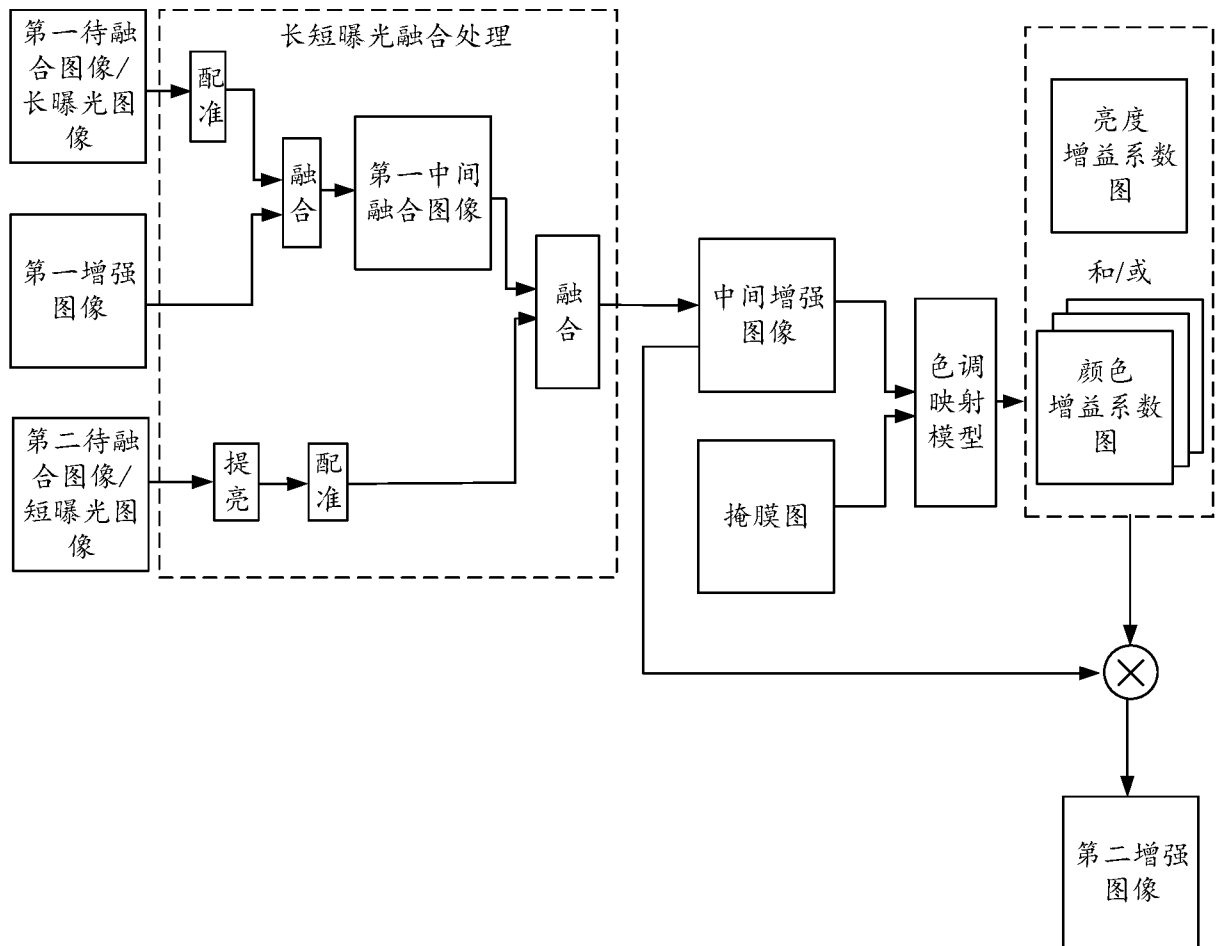 第一待融
合图像/
长曝光图
像
长短曝光融合处理
配
准
融
合
第一中间
融合图像
第一增强
图像
融
合
第二待融
合图像/
短曝光图
像
提
亮
配
准
中间增强
图像
掩膜图
色调
映射
模型
亮度
增益系数
图
和/或
颜色
增益系数
图
第二增强
图像